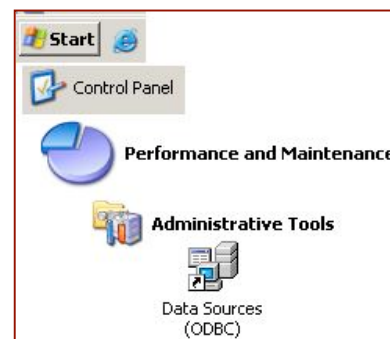 Start
Control Panel
Performance and Maintenance
Administrative Tools
Data Sources
(ODBC)